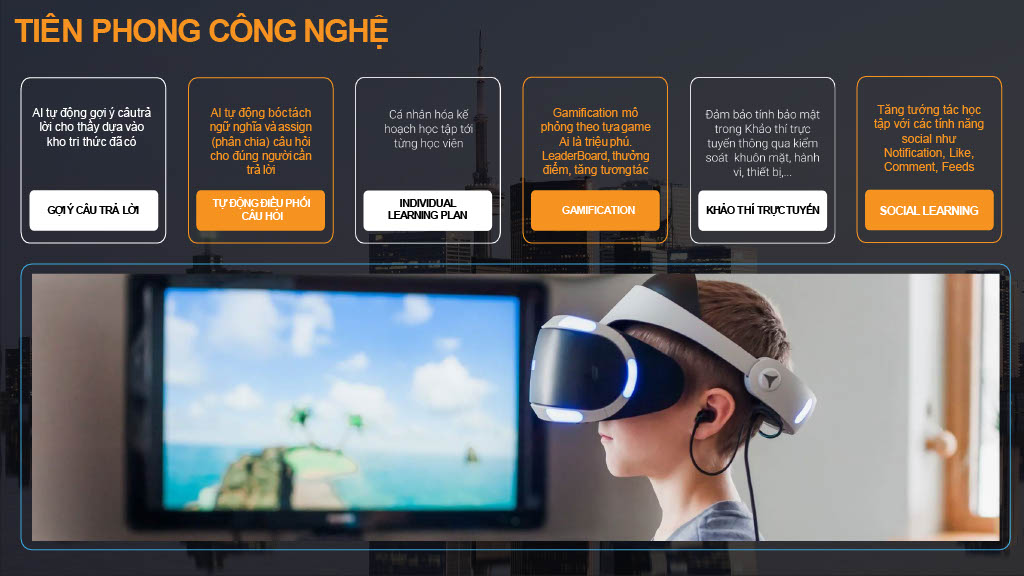 TIÊN PHONG CÔNG NGHỆ
AI tự động gợi ý câu trả
lời cho thầy dựa vào
kho tri thức đã có
GỢI Ý CÂU TRẢ LỜI
AI tự động bóc tách
ngữ nghĩa và assign
(phân chia) câu hỏi
cho đúng người cần
trả lời
TỰ ĐỘNG ĐIỀU PHỐI
CÂU HỎI
Cá nhân hóa kế
hoạch học tập tới
từng học viên
INDIVIDUAL
LEARNING PLAN
Gamification mô
phỏng theo tựa game
Ai là triệu phú.
LeaderBoard, thưởng
điểm, tăng tương tác
GAMIFICATION
Đảm bảo tính bảo mật
trong Khảo thí trực
tuyến thông qua kiểm
soát khuôn mặt, hành
vi, thiết bị,...
KHẢO THÍ TRỰC TUYẾN
Tăng tướng tác học
tập với các tính năng
social như
Notification, Like,
Comment, Feeds
SOCIAL LEARNING